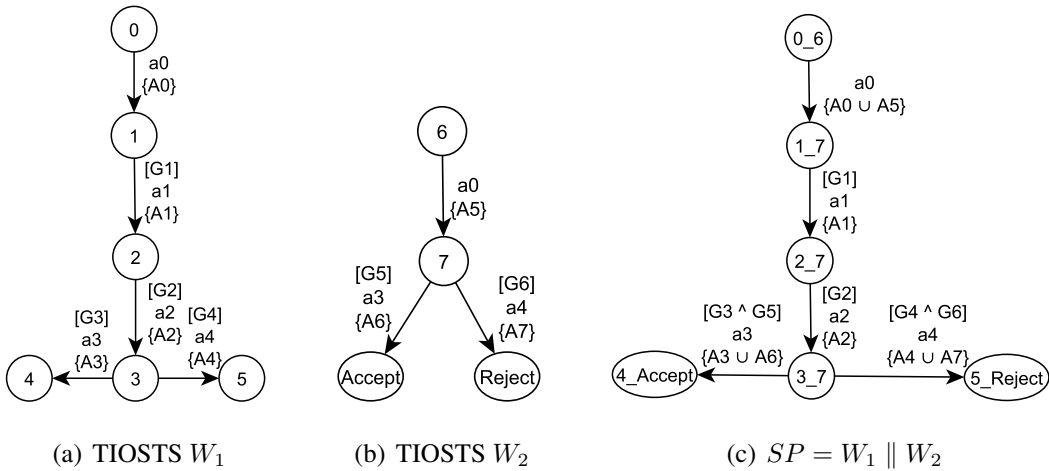 0
a0
{A0}
1
[G1]
a1
{A1}
2
[G2]
a2
{A2}
[G3]
a3
{A3}
[G4]
a4
{A4}
4
3
5
(a) TIOSTS W₁
6
a0
{A5}
7
[G5]
a3
{A6}
[G6]
a4
{A7}
Accept
Reject
(b) TIOSTS W₂
0_6
a0
{A0 ∪ A5}
1_7
[G1]
a1
{A1}
2_7
[G2]
a2
{A2}
[G3 ^ G5]
a3
{A3 ∪ A6}
[G4 ^ G6]
a4
{A4 ∪ A7}
4_Accept
3_7
5_Reject
(c) SP = W₁ ∥ W₂